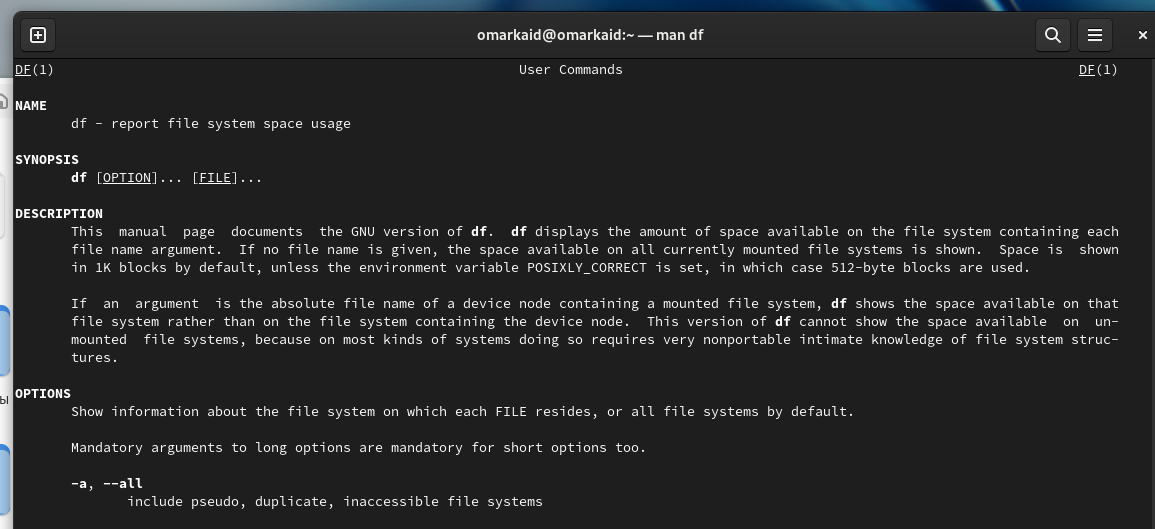 omarkaid@omarkaid:~ — man df
DF(1) User Commands DF(1)
NAME
df - report file system space usage
SYNOPSIS
df [OPTION]... [FILE]...
DESCRIPTION
This manual page documents the GNU version of df. df displays the amount of space available on the file system containing each
file name argument. If no file name is given, the space available on all currently mounted file systems is shown. Space is shown
in 1K blocks by default, unless the environment variable POSIXLY_CORRECT is set, in which case 512-byte blocks are used.
If an argument is the absolute file name of a device node containing a mounted file system, df shows the space available on that
file system rather than on the file system containing the device node. This version of df cannot show the space available on un-
mounted file systems, because on most kinds of systems doing so requires very nonportable intimate knowledge of file system struc-
tures.
OPTIONS
Show information about the file system on which each FILE resides, or all file systems by default.
Mandatory arguments to long options are mandatory for short options too.
-a, --all
include pseudo, duplicate, inaccessible file systems